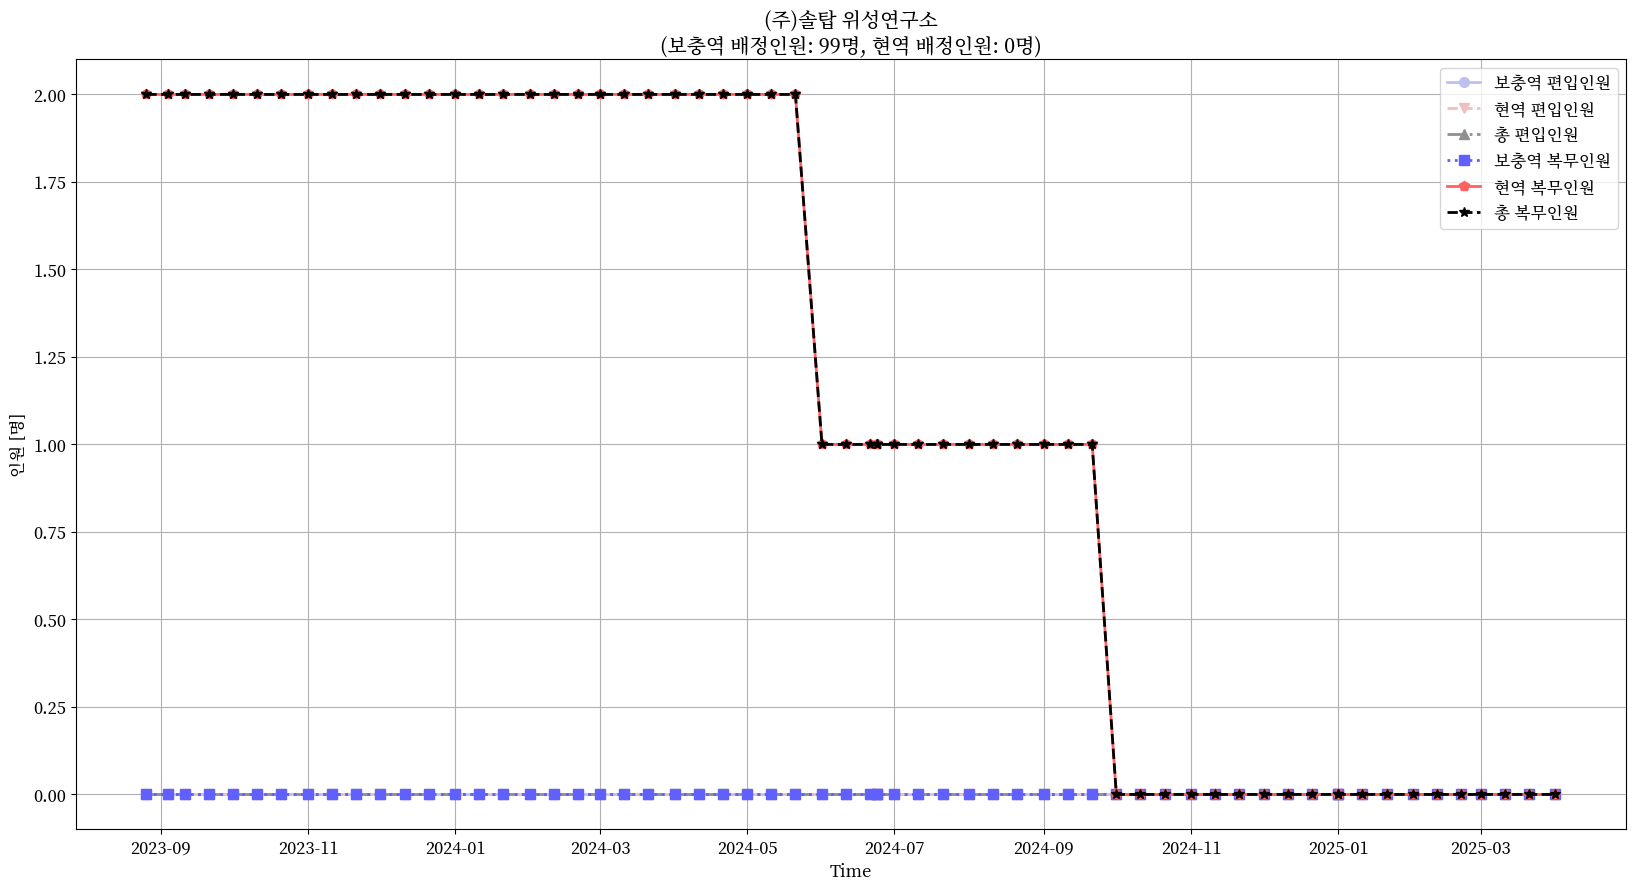 (주)솔탑 위성연구소
(보충역 배정인원: 99명, 현역 배정인원: 0명)
보충역 편입인원
현역 편입인원
총 편입인원
보충역 복무인원
현역 복무인원
총 복무인원
인원 [명]
2.00
1.75
1.50
1.25
1.00
0.75
0.50
0.25
0.00
2023-09
2023-11
2024-01
2024-03
2024-05
2024-07
2024-09
2024-11
2025-01
2025-03
Time